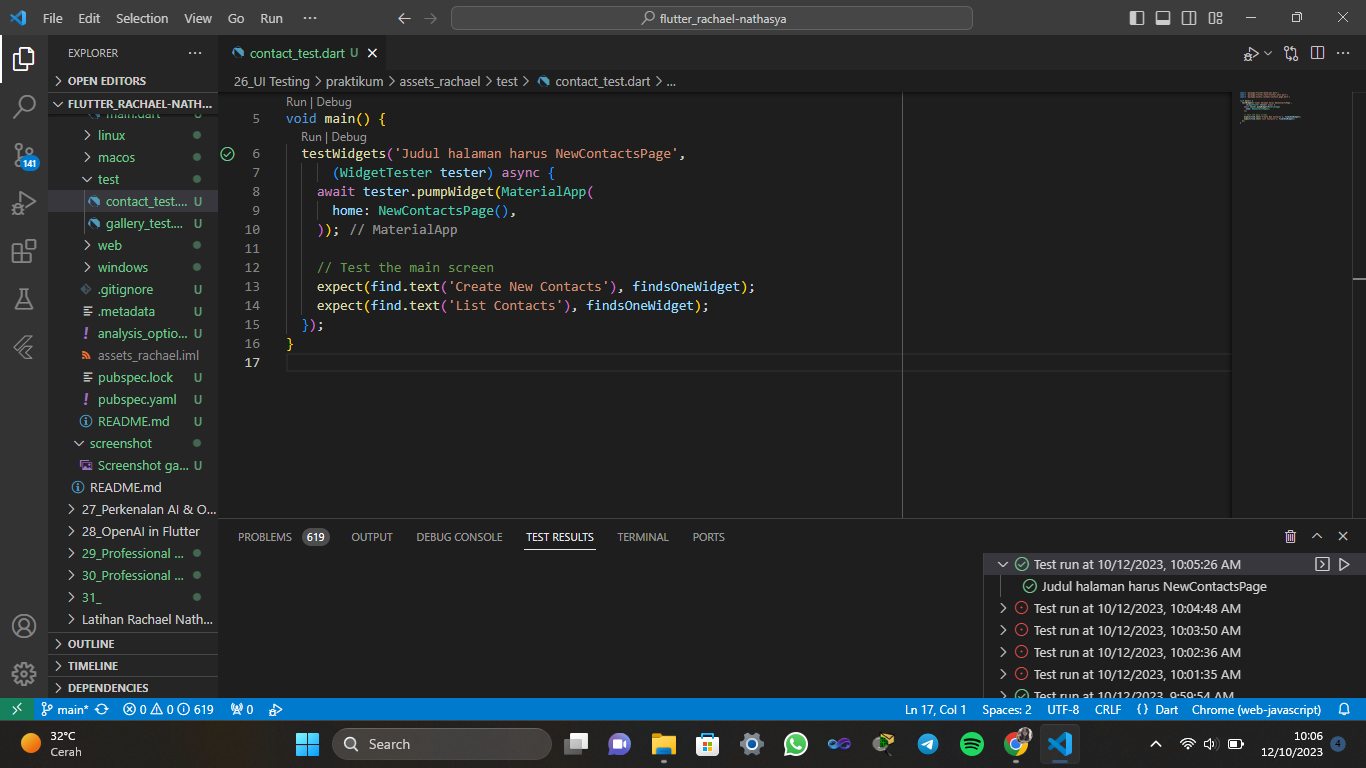 File Edit Selection View Go Run ···
flutter_rachael-nathasya
EXPLORER ···
OPEN EDITORS
FLUTTER_RACHAEL-NATH...
main.dart
linux
macos
test
contact_test.... U
gallery_test.... U
web
windows
.gitignore U
.metadata U
analysis_optio... U
assets_rachael.iml
pubspec.lock U
pubspec.yaml U
README.md U
screenshot
Screenshot ga... U
README.md
27_Perkenalan AI & O...
28_OpenAI in Flutter
29_Professional ...
30_Professional ...
31_
Latihan Rachael Nath...
OUTLINE
TIMELINE
DEPENDENCIES
141
contact_test.dart U
26_UI Testing > praktikum > assets_rachael > test > contact_test.dart > ...
Run | Debug
5 void main() {
Run | Debug
6 testWidgets('Judul halaman harus NewContactsPage',
7 (WidgetTester tester) async {
8 await tester.pumpWidget(MaterialApp(
9 home: NewContactsPage(),
10 )); // MaterialApp
11
12 // Test the main screen
13 expect(find.text('Create New Contacts'), findsOneWidget);
14 expect(find.text('List Contacts'), findsOneWidget);
15 });
16 }
17
PROBLEMS 619 OUTPUT DEBUG CONSOLE TEST RESULTS TERMINAL PORTS
Test run at 10/12/2023, 10:05:26 AM
Judul halaman harus NewContactsPage
Test run at 10/12/2023, 10:04:48 AM
Test run at 10/12/2023, 10:03:50 AM
Test run at 10/12/2023, 10:02:36 AM
Test run at 10/12/2023, 10:01:35 AM
Test run at 10/12/2023, 9:59:54 AM
main* 0 0 619 0 Ln 17, Col 1 Spaces: 2 UTF-8 CRLF {} Dart Chrome (web-javascript)
32°C
Cerah
Search
10:06
12/10/2023
4